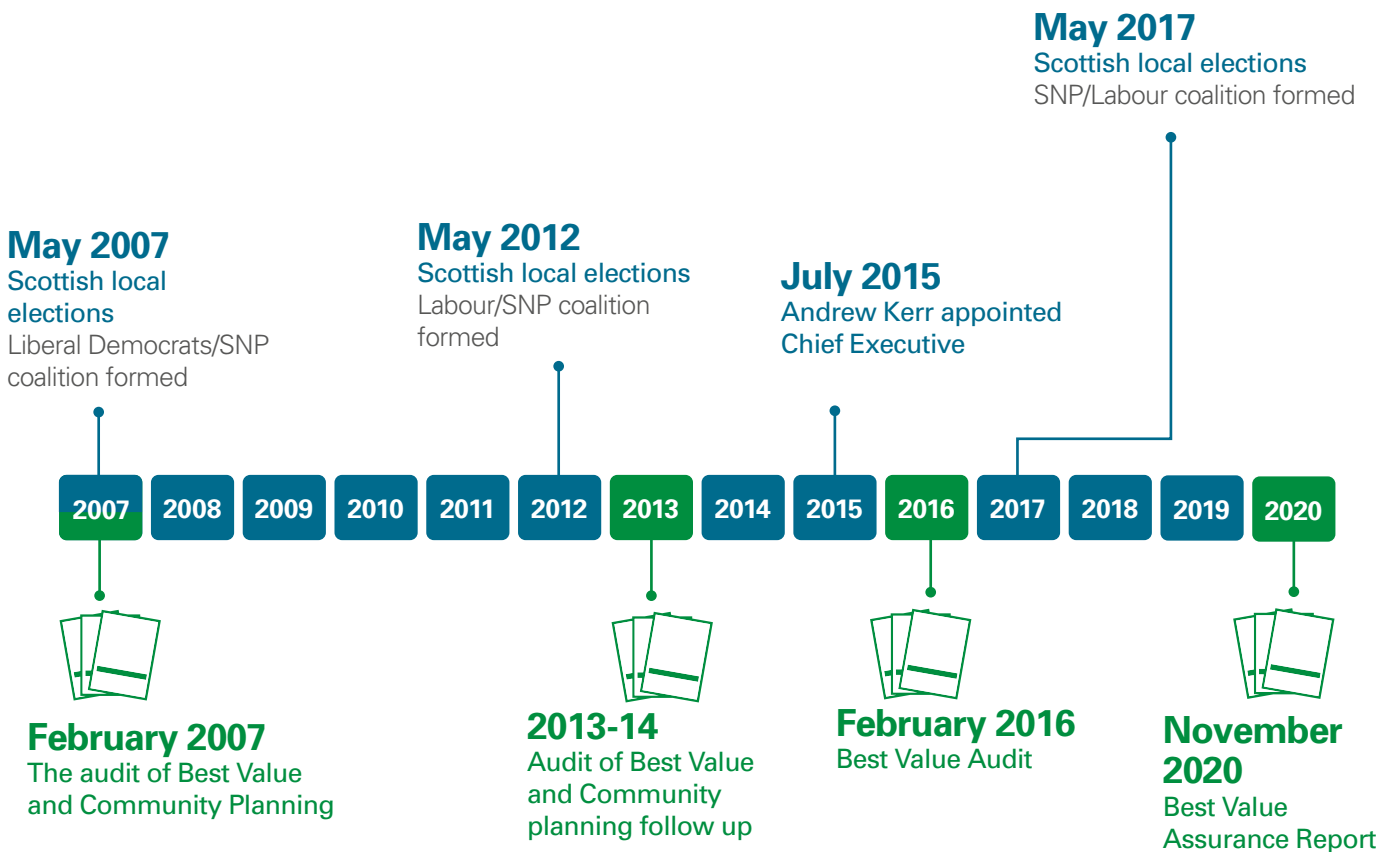 May 2017
Scottish local elections
SNP/Labour coalition formed
May 2007
Scottish local
elections
Liberal Democrats/SNP
coalition formed
May 2012
Scottish local elections
Labour/SNP coalition
formed
July 2015
Andrew Kerr appointed
Chief Executive
2007 2008 2009 2010 2011 2012 2013 2014 2015 2016 2017 2018 2019 2020
February 2007
The audit of Best Value
and Community Planning
2013-14
Audit of Best Value
and Community
planning follow up
February 2016
Best Value Audit
November
2020
Best Value
Assurance Report